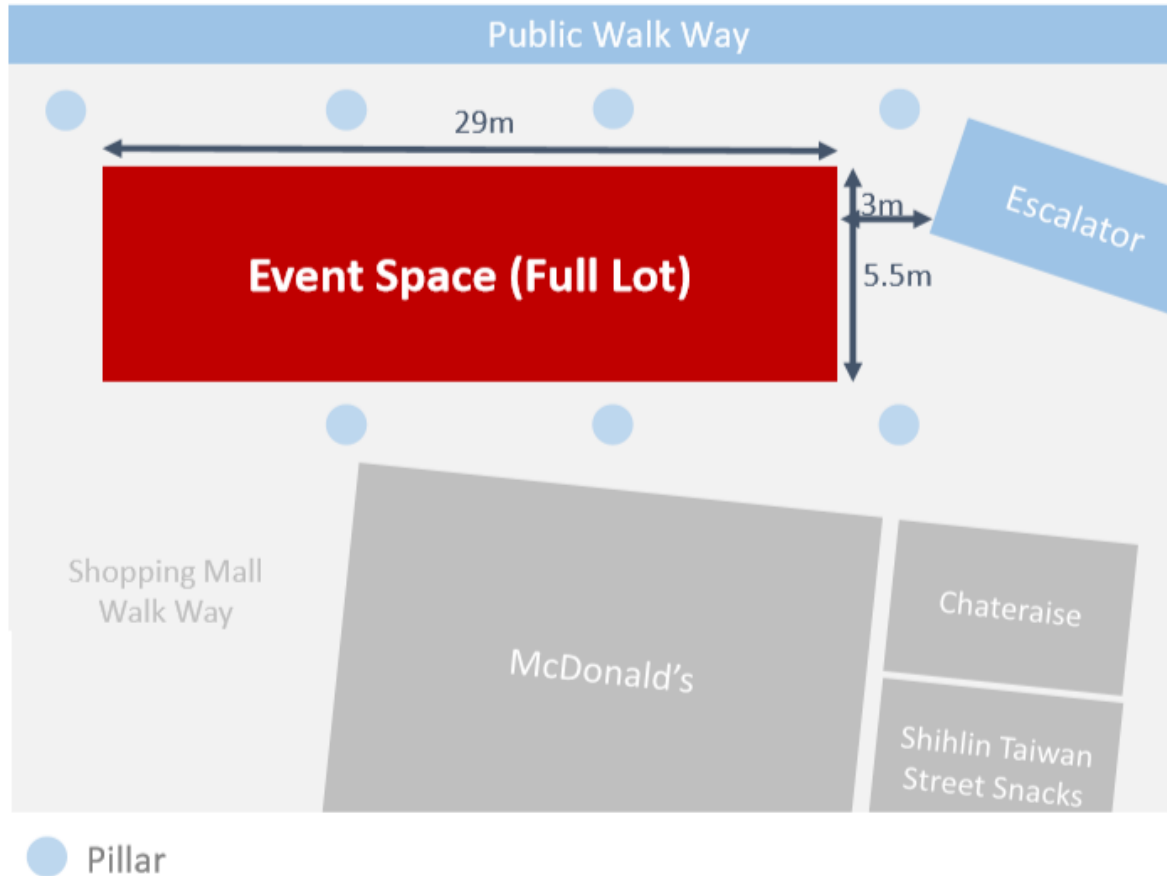 Public Walk Way
29m
3m
Escalator
Event Space (Full Lot)
5.5m
Shopping Mall
Walk Way
Chateraise
McDonald's
Shihlin Taiwan
Street Snacks
Pillar